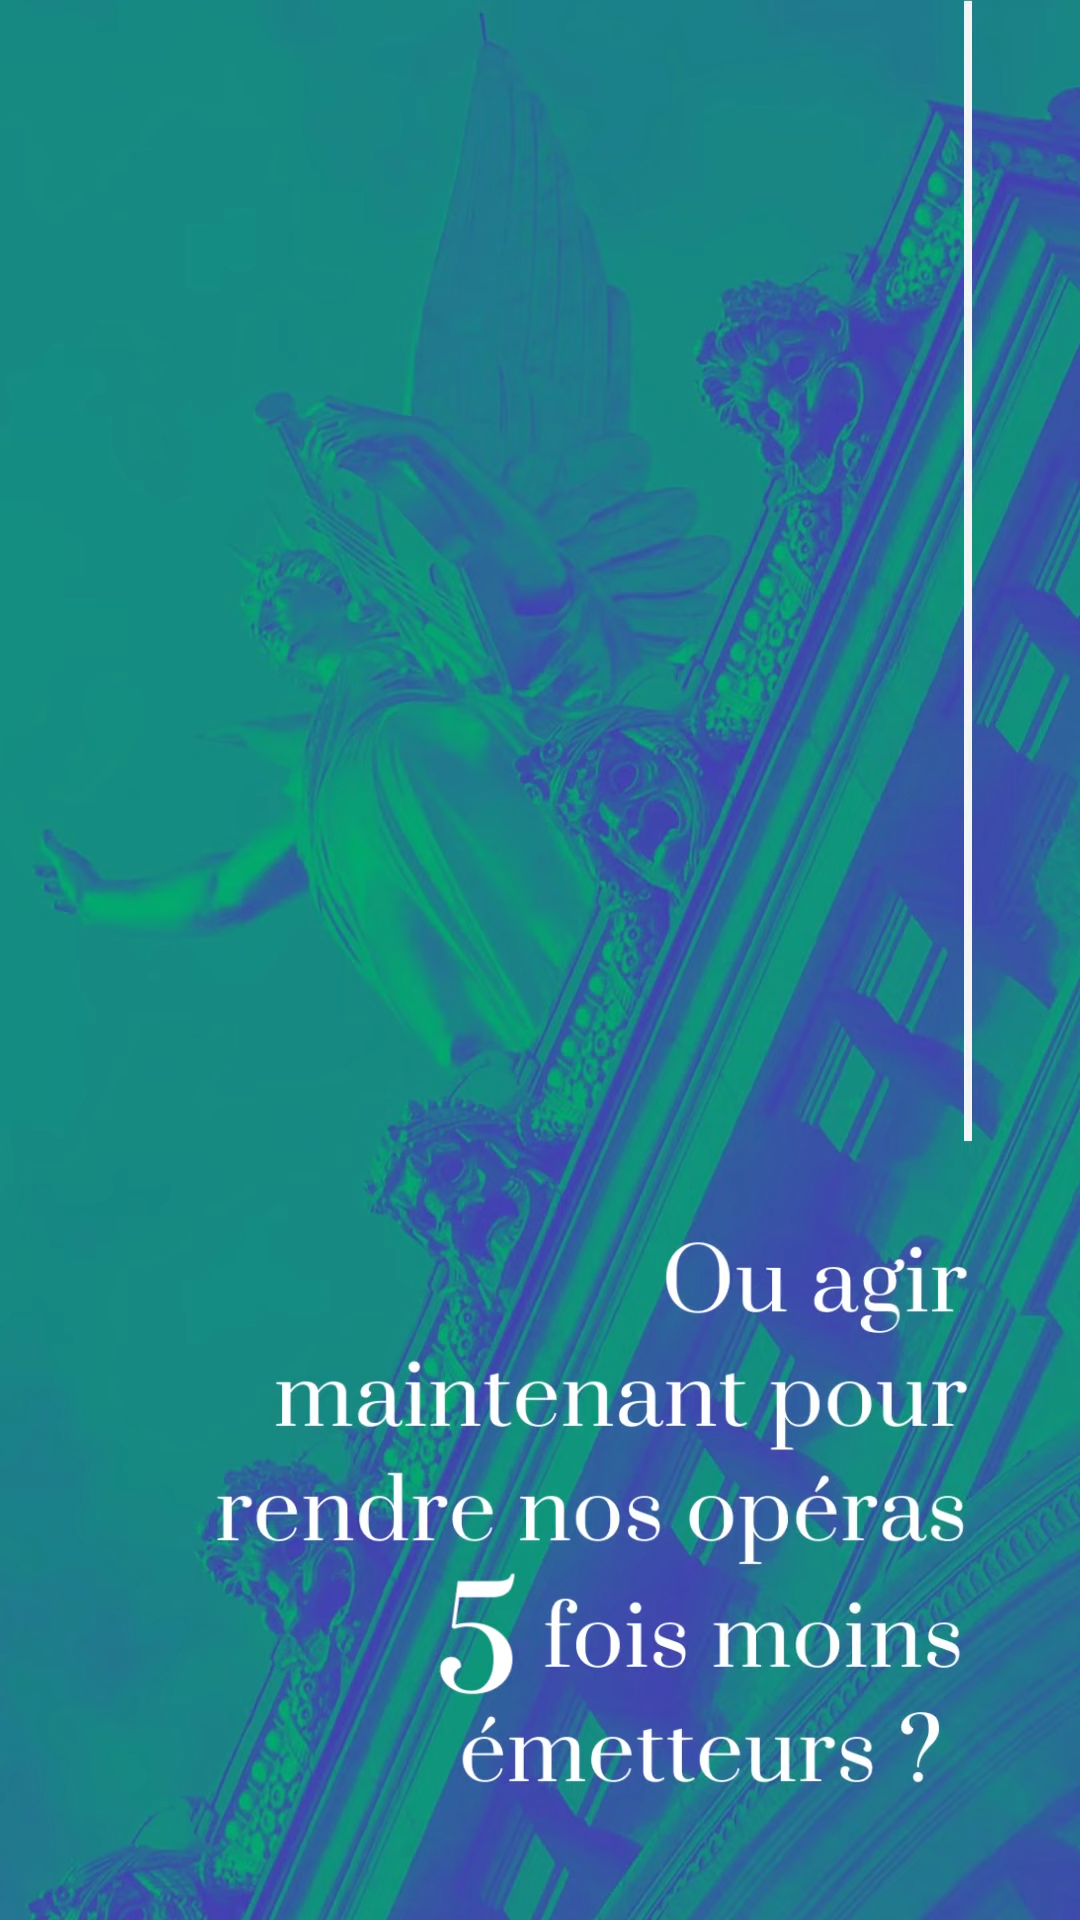 Ou agir
maintenant pour
rendre nos opéras
5 fois moins
émetteurs ?